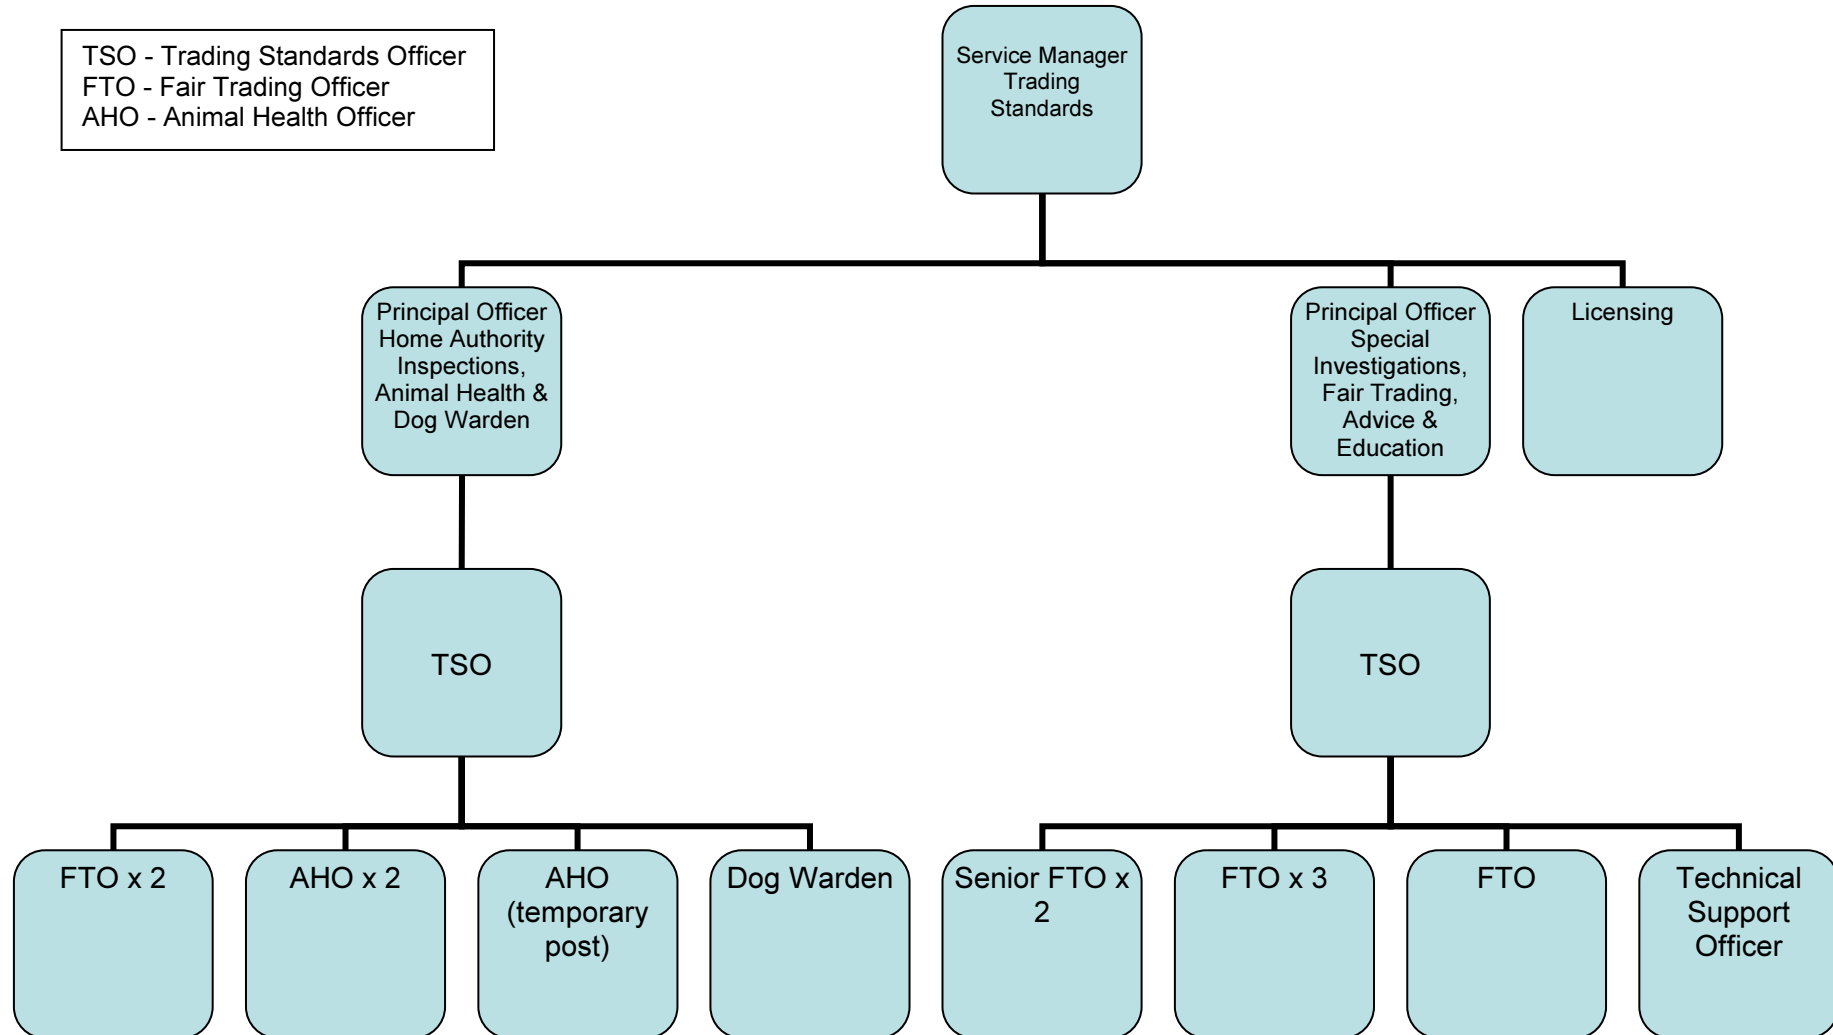 TSO - Trading Standards Officer
FTO - Fair Trading Officer
AHO - Animal Health Officer
Service Manager
Trading
Standards
Principal Officer
Home Authority
Inspections,
Animal Health &
Dog Warden
Principal Officer
Special
Investigations,
Fair Trading,
Advice &
Education
Licensing
TSO
TSO
FTO x 2
AHO x 2
AHO
(temporary
post)
Dog Warden
Senior FTO x
2
FTO x 3
FTO
Technical
Support
Officer